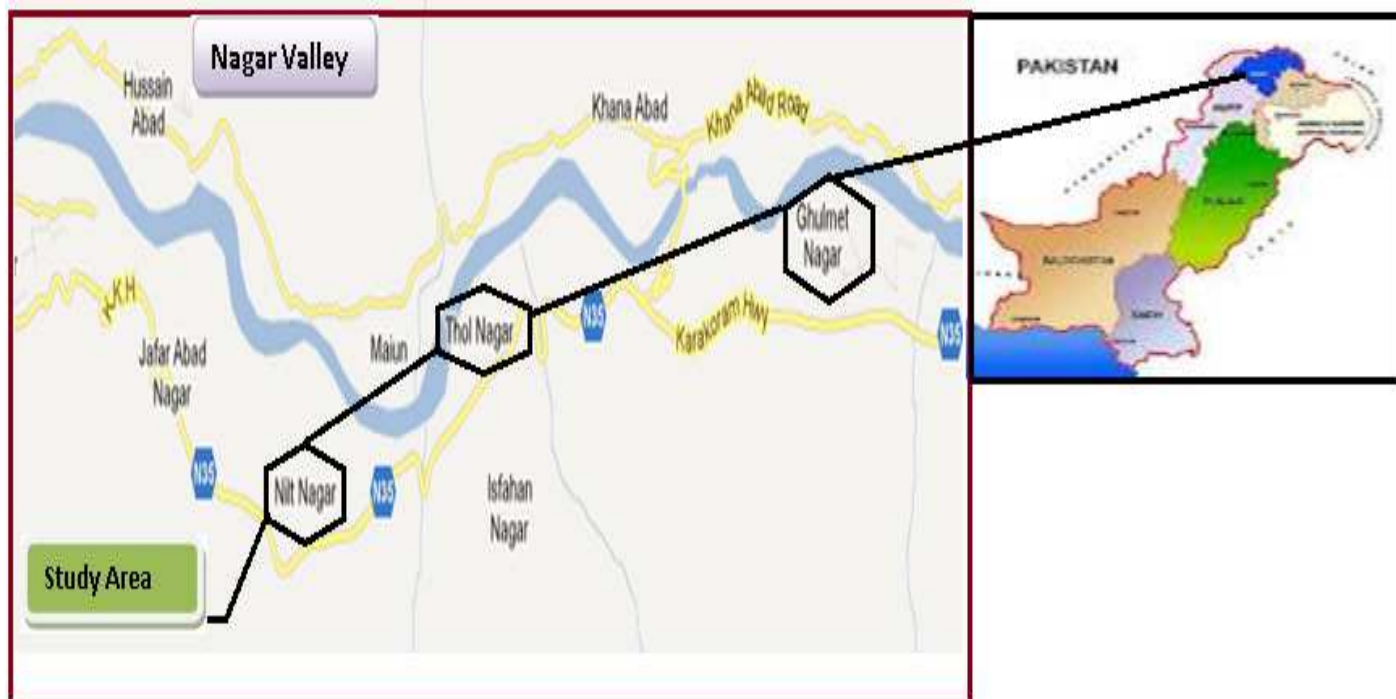 Nagar Valley
Hussain
Abad
Khana Abad
Khana Abad Road
Ghulmet
Nagar
K.K.H
Thol Nagar
N35
Karakoram Hwy
N35
Maiun
Jafar Abad
Nagar
N35
Nilt Nagar
N35
Isfahan
Nagar
Study Area
PAKISTAN
PUNJAB
BALOCHISTAN
SINDH